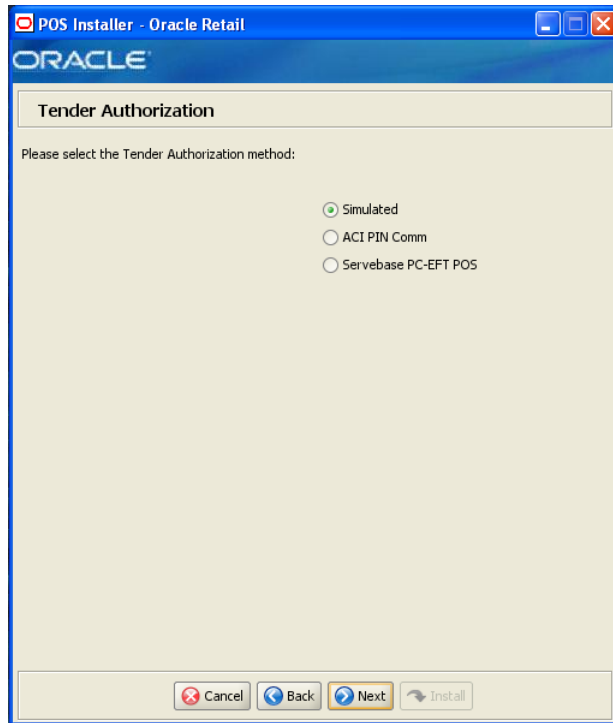 POS Installer - Oracle Retail
ORACLE
Tender Authorization
Please select the Tender Authorization method:
Simulated
ACI PIN Comm
Servebase PC-EFT POS
Cancel Back Next Install